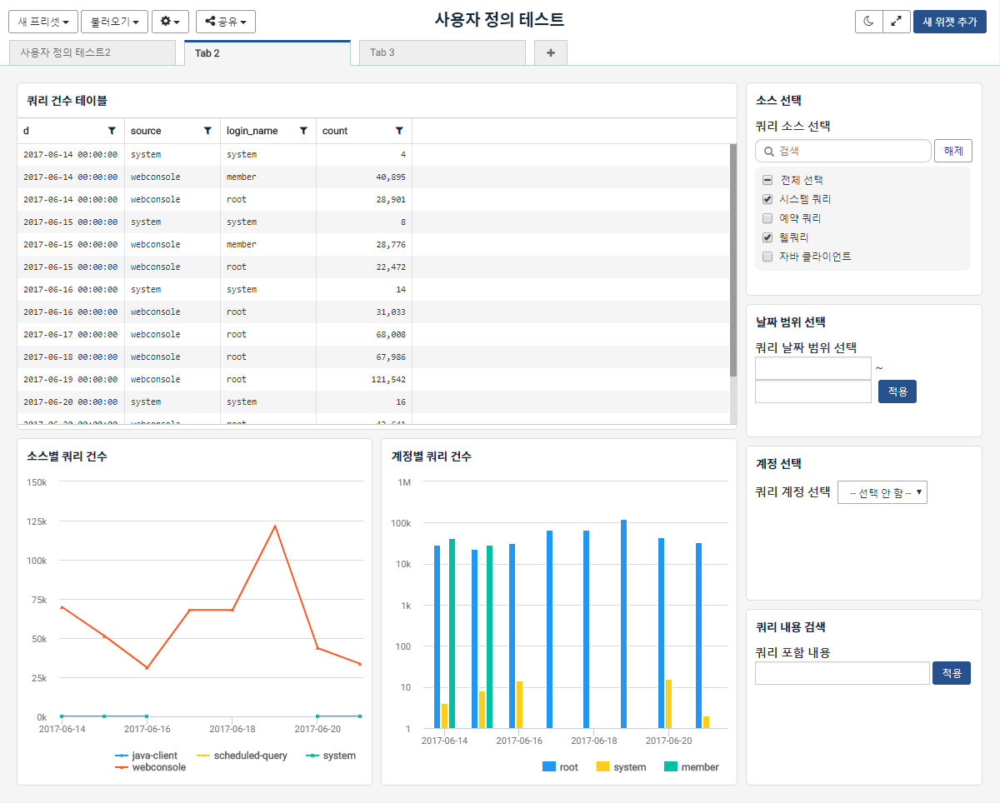 새 프리셋 불러오기 공유 사용자 정의 테스트 새 위젯 추가
사용자 정의 테스트2 Tab 2 Tab 3 +
쿼리 건수 테이블
d source login_name count
2017-06-14 00:00:00 system system 4
2017-06-14 00:00:00 webconsole member 40,895
2017-06-14 00:00:00 webconsole root 28,901
2017-06-15 00:00:00 system system 8
2017-06-15 00:00:00 webconsole member 28,776
2017-06-15 00:00:00 webconsole root 22,472
2017-06-16 00:00:00 system system 14
2017-06-16 00:00:00 webconsole root 31,033
2017-06-17 00:00:00 webconsole root 68,008
2017-06-18 00:00:00 webconsole root 67,986
2017-06-19 00:00:00 webconsole root 121,542
2017-06-20 00:00:00 system system 16
소스 선택
쿼리 소스 선택
검색 해제
전체 선택
시스템 쿼리
예약 쿼리
웹쿼리
자바 클라이언트
날짜 범위 선택
쿼리 날짜 범위 선택
~
적용
소스별 쿼리 건수
150k
125k
100k
75k
50k
25k
0k
2017-06-14 2017-06-16 2017-06-18 2017-06-20
java-client scheduled-query system
webconsole
계정별 쿼리 건수
1M
100k
10k
1k
100
10
1
2017-06-14 2017-06-16 2017-06-18 2017-06-20
root system member
계정 선택
쿼리 계정 선택 -- 선택 안 함 --
쿼리 내용 검색
쿼리 포함 내용
적용